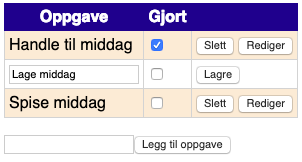 Oppgave Gjort
Handle til middag Slett Rediger
Lage middag Lagre
Spise middag Slett Rediger
Legg til oppgave